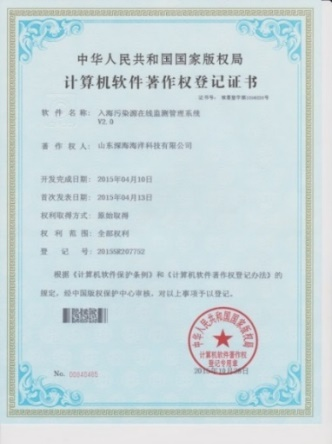 中华人民共和国国家版权局
计算机软件著作权登记证书
软件名称：入海污染源在线监测管理系统
V2.0
著作权人：山东深海海洋科技有限公司
开发完成日期：2015年04月10日
首次发表日期：2015年04月13日
权利取得方式：原始取得
权利范围：全部权利
登记号：2015SR207752
根据《计算机软件保护条例》和《计算机软件著作权登记办法》的
规定，经中国版权保护中心审核，对以上事项予以登记。
中华人民共和国国家版权局
计算机软件著作权
登记专用章
No. 00940405